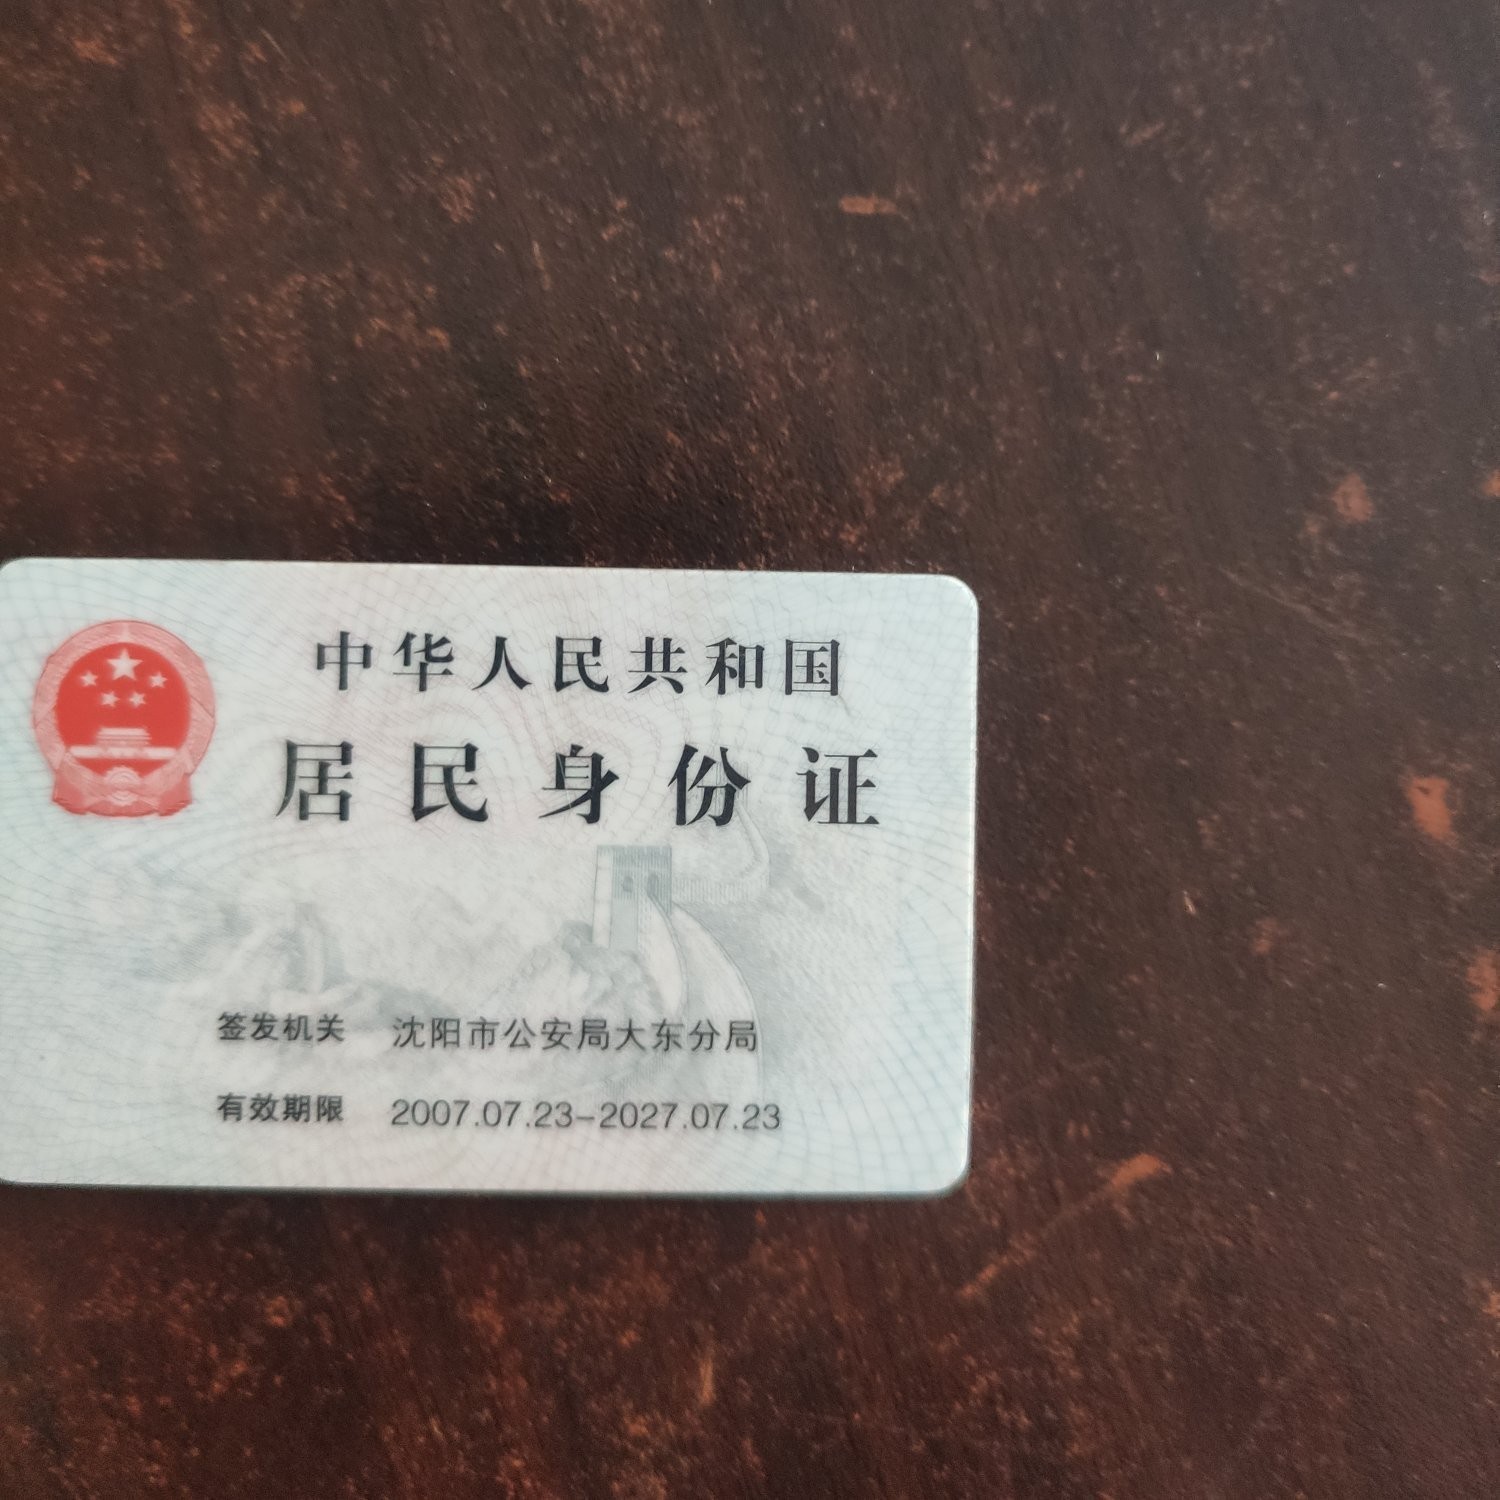 中华人民共和国
居民身份证
签发机关 沈阳市公安局大东分局
有效期限 2007.07.23-2027.07.23